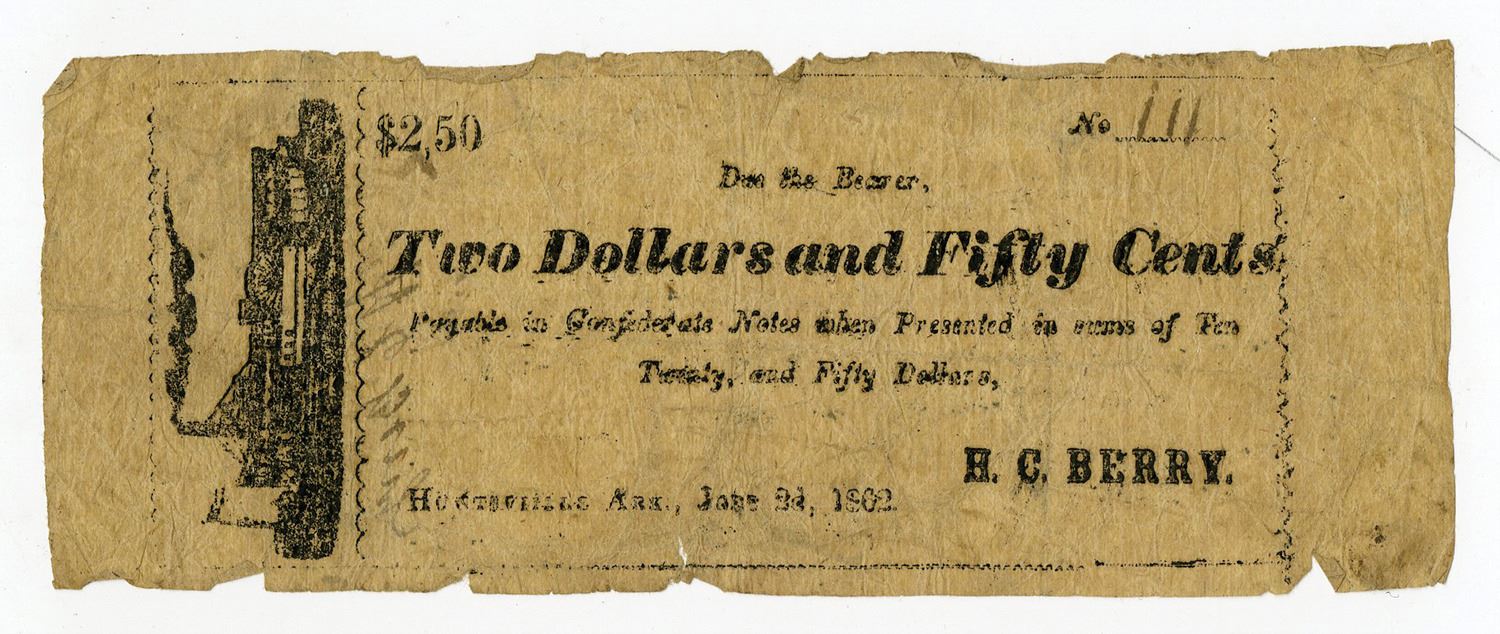 $2,50
No 111
Due the Bearer,
Two Dollars and Fifty Cents
Payable in Confederate Notes when Presented in sums of Ten
Twenty, and Fifty Dollars,
H. C. BERRY.
Huntsville Ark., June 2d, 1862.